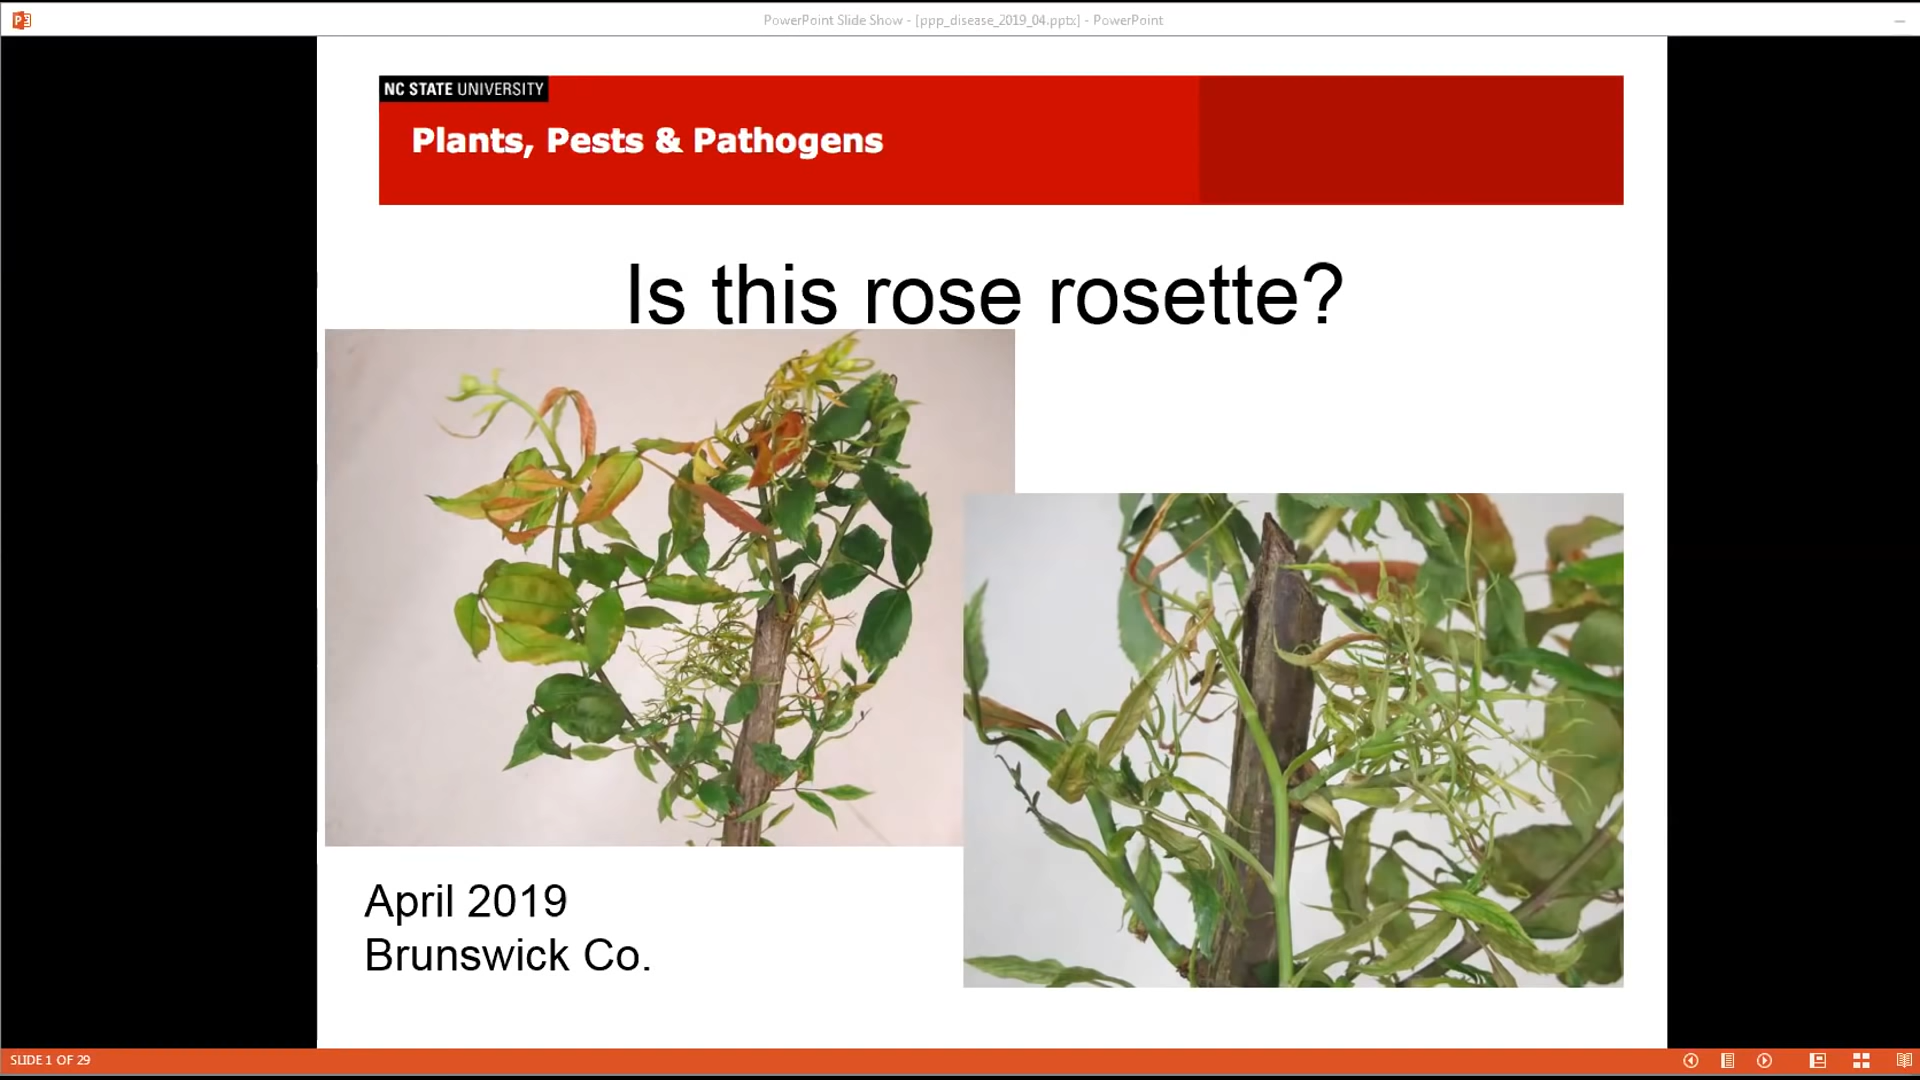 PowerPoint Slide Show - [ppp_disease_2019_04.pptx] - PowerPoint
NC STATE UNIVERSITY
Plants, Pests & Pathogens
Is this rose rosette?
April 2019
Brunswick Co.
SLIDE 1 OF 29